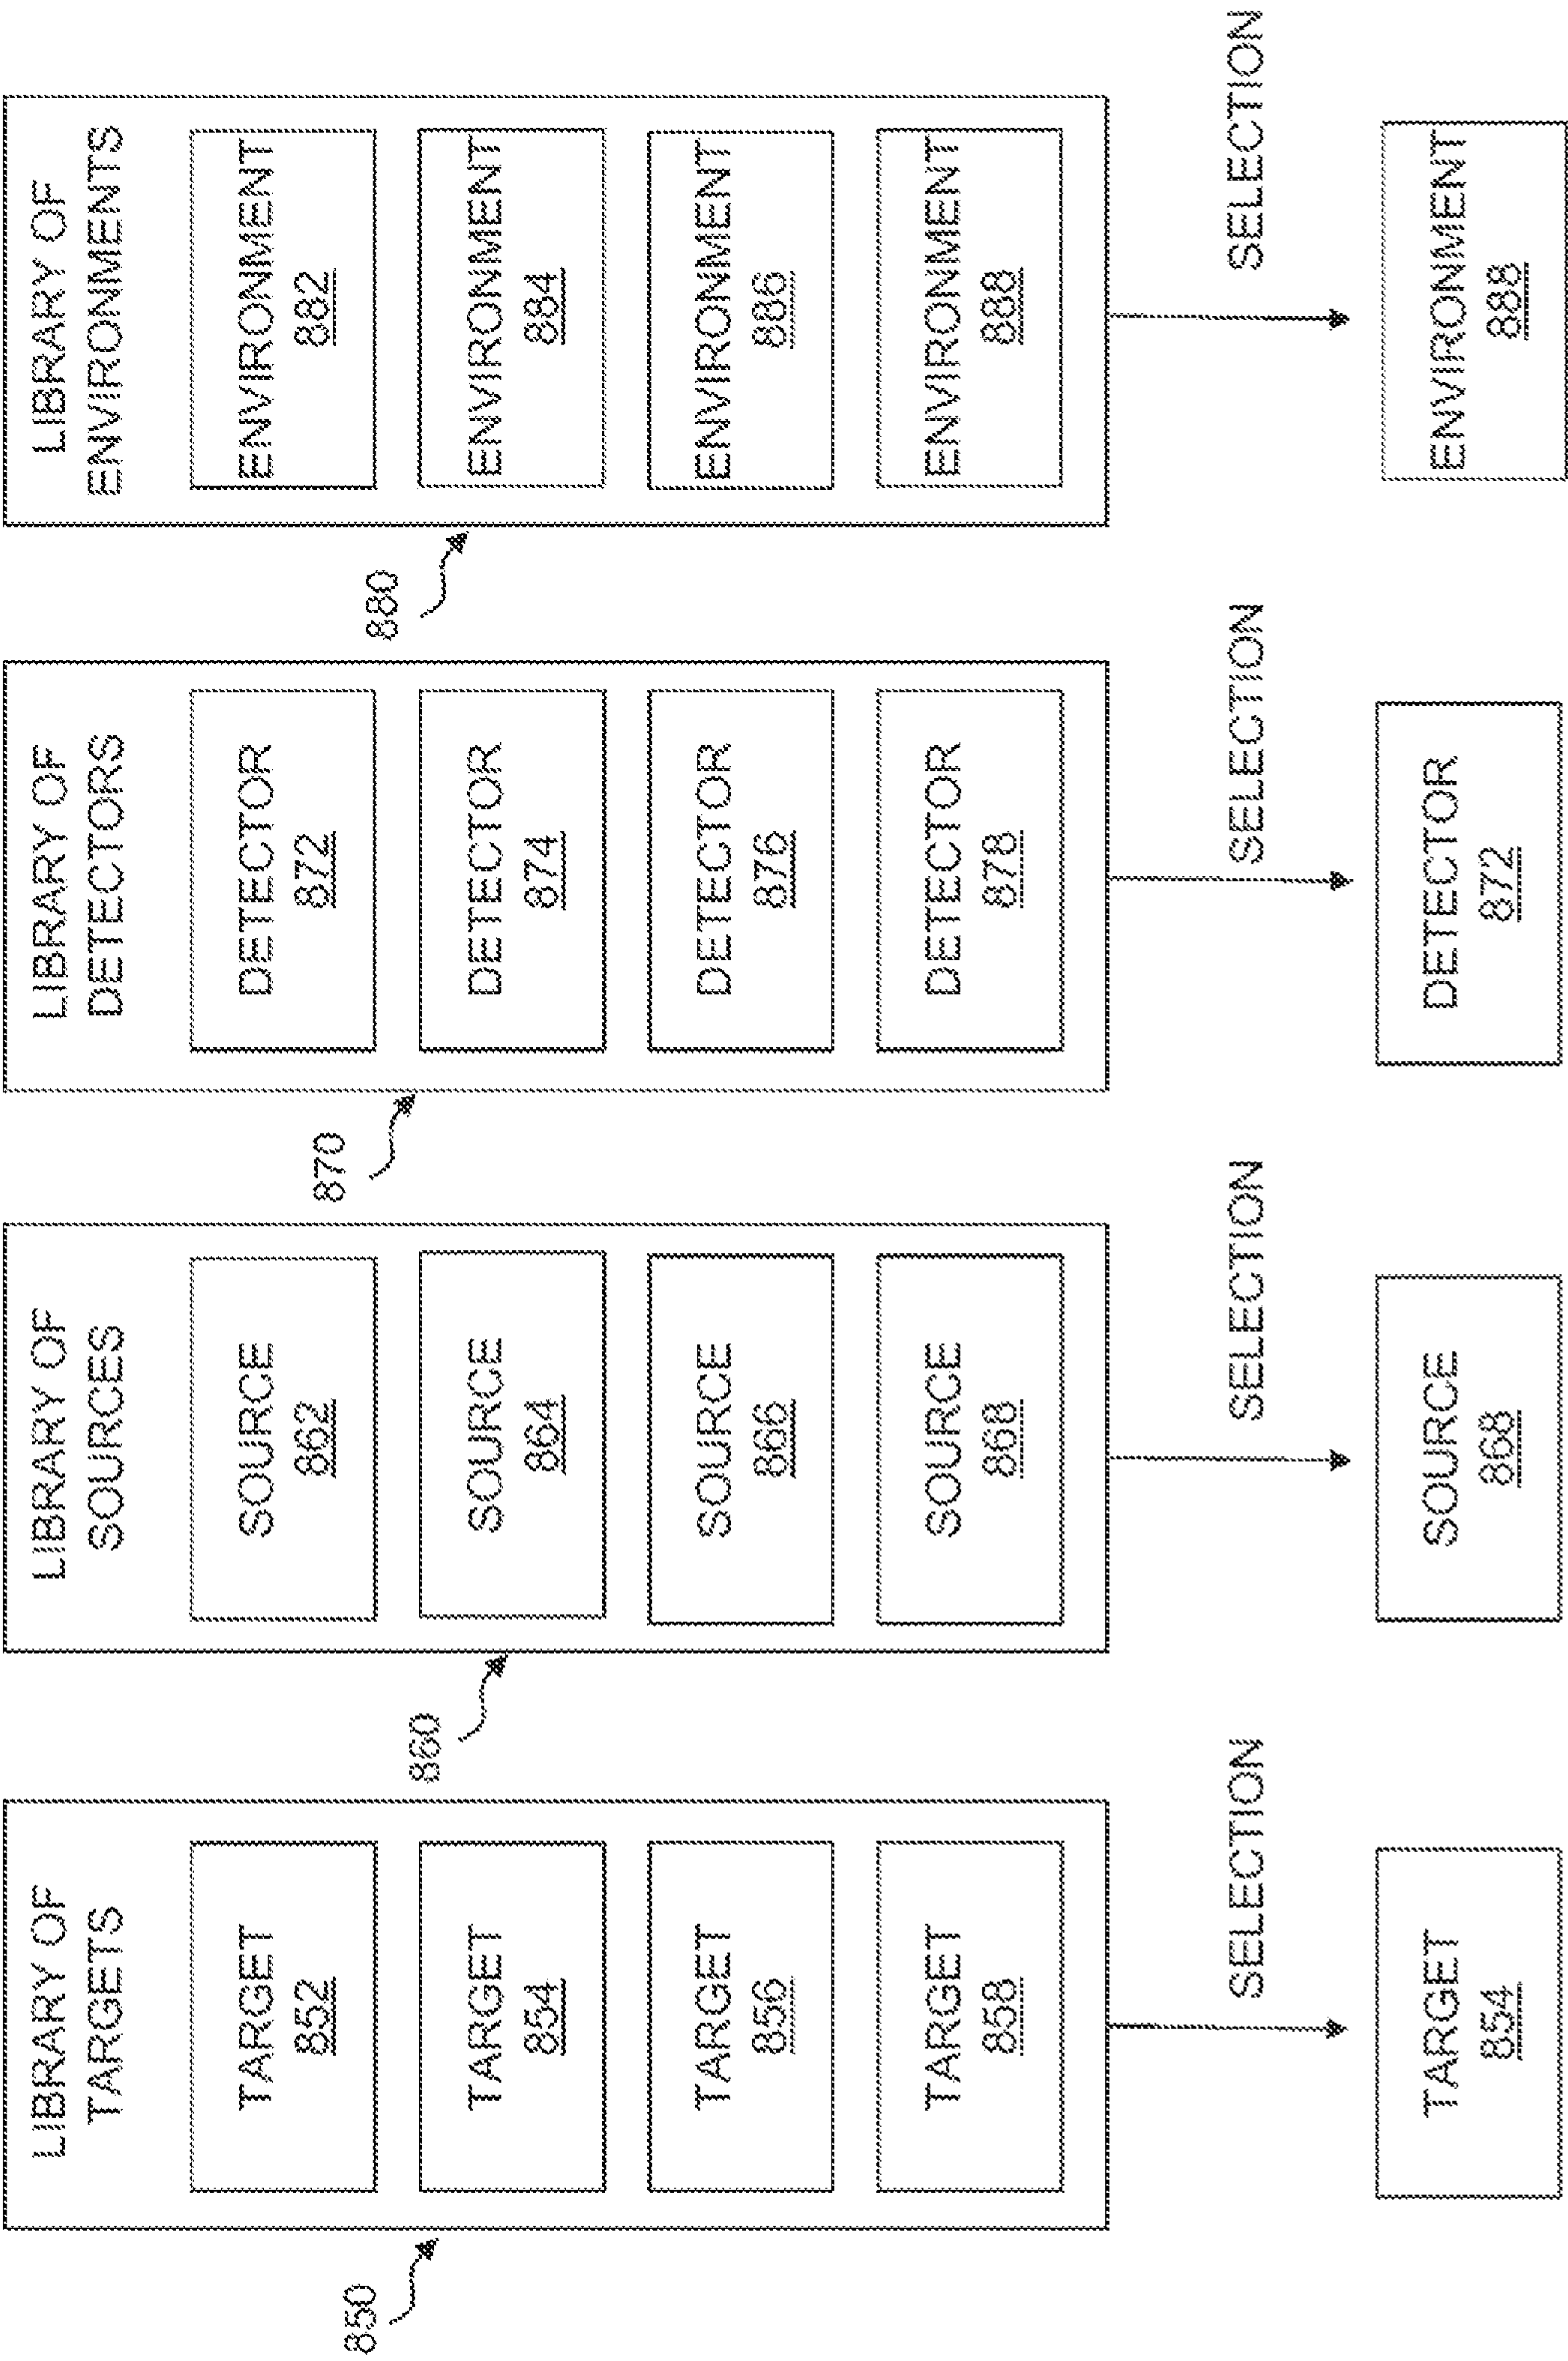 850
LIBRARY OF
TARGETS
TARGET
852
TARGET
854
TARGET
856
TARGET
858
SELECTION
TARGET
854
860
LIBRARY OF
SOURCES
SOURCE
862
SOURCE
864
SOURCE
866
SOURCE
868
SELECTION
SOURCE
868
870
LIBRARY OF
DETECTORS
DETECTOR
872
DETECTOR
874
DETECTOR
876
DETECTOR
878
SELECTION
DETECTOR
872
880
LIBRARY OF
ENVIRONMENTS
ENVIRONMENT
882
ENVIRONMENT
884
ENVIRONMENT
886
ENVIRONMENT
888
SELECTION
ENVIRONMENT
888